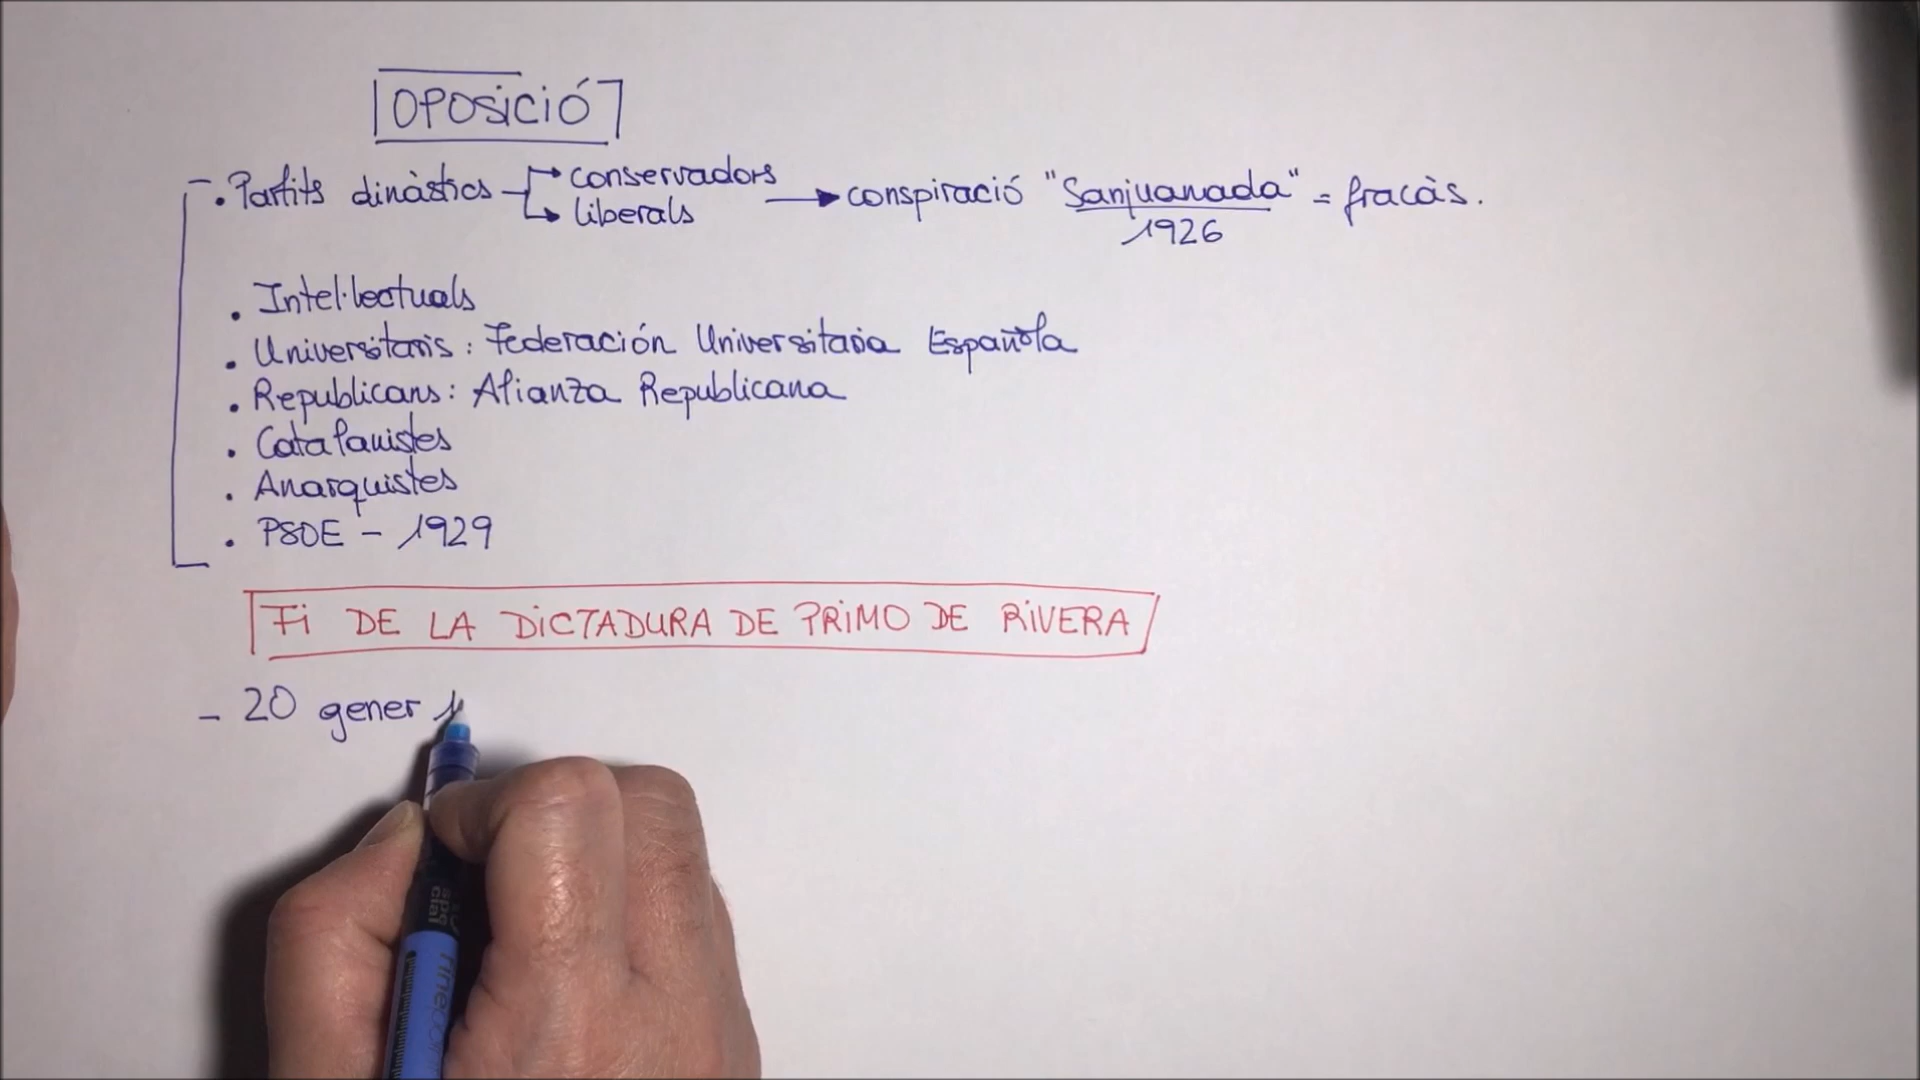 OPOSICIÓ
. Partits dinàstics → conservadors → conspiració "Sanjuanada" = fracàs.
→ liberals
1926
. Intel·lectuals
. Universitaris: Federación Universitaria Española
. Republicans: Alianza Republicana
. Catalanistes
. Anarquistes
. PSOE - 1929
FI DE LA DICTADURA DE PRIMO DE RIVERA
- 20 gener 1